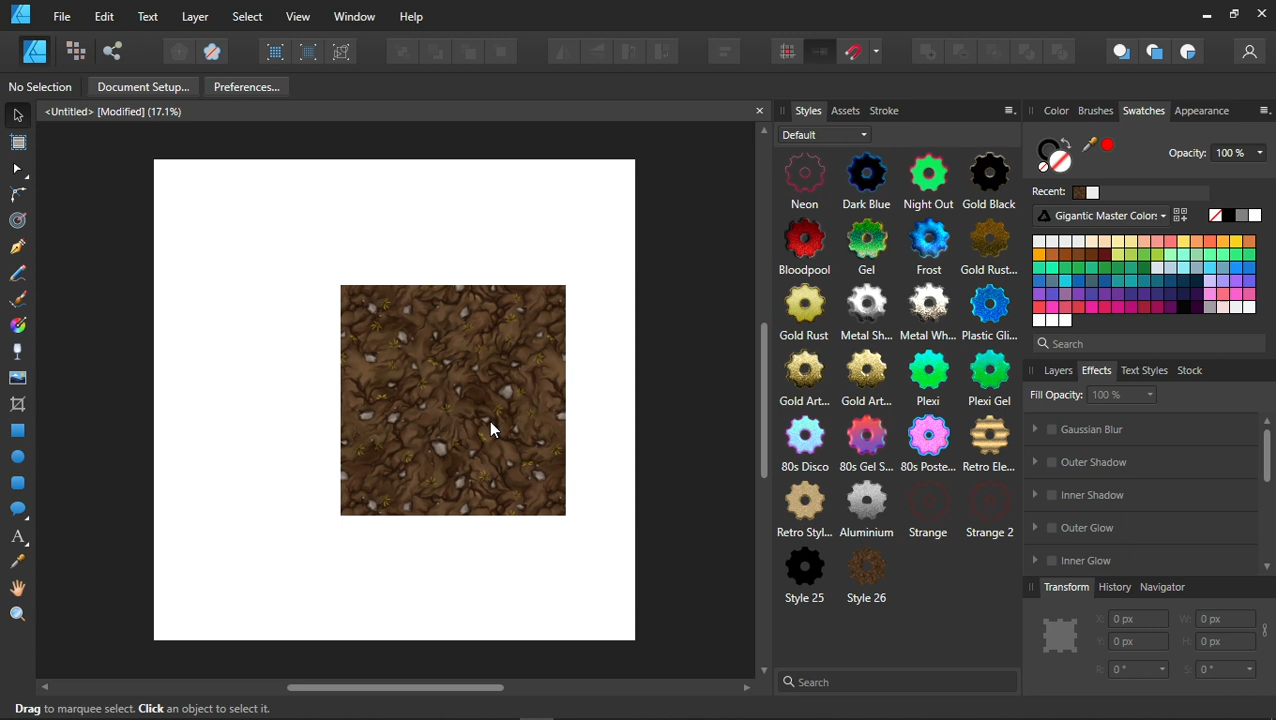 File Edit Text Layer Select View Window Help
No Selection Document Setup... Preferences...
<Untitled> [Modified] (17.1%)
Styles Assets Stroke
Default
Neon Dark Blue Night Out Gold Black
Bloodpool Gel Frost Gold Rust...
Gold Rust Metal Sh... Metal Wh... Plastic Gli...
Gold Art... Gold Art... Plexi Plexi Gel
80s Disco 80s Gel S... 80s Poste... Retro Ele...
Retro Styl... Aluminium Strange Strange 2
Style 25 Style 26
Search
Color Brushes Swatches Appearance
Opacity: 100 %
Recent:
Gigantic Master Colors
Search
Layers Effects Text Styles Stock
Fill Opacity: 100 %
Gaussian Blur
Outer Shadow
Inner Shadow
Outer Glow
Inner Glow
Transform History Navigator
X: 0 px W: 0 px
Y: 0 px H: 0 px
R: 0 ° S: 0 °
Drag to marquee select. Click an object to select it.